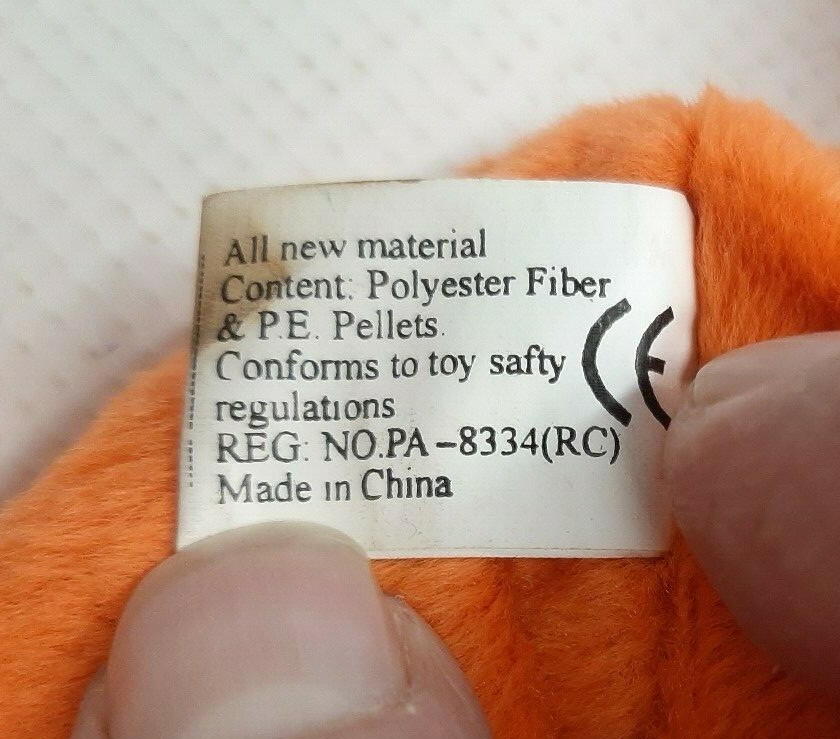 All new material
Content: Polyester Fiber
& P.E. Pellets.
Conforms to toy safty
regulations
REG: NO.PA-8334(RC)
Made in China
CE